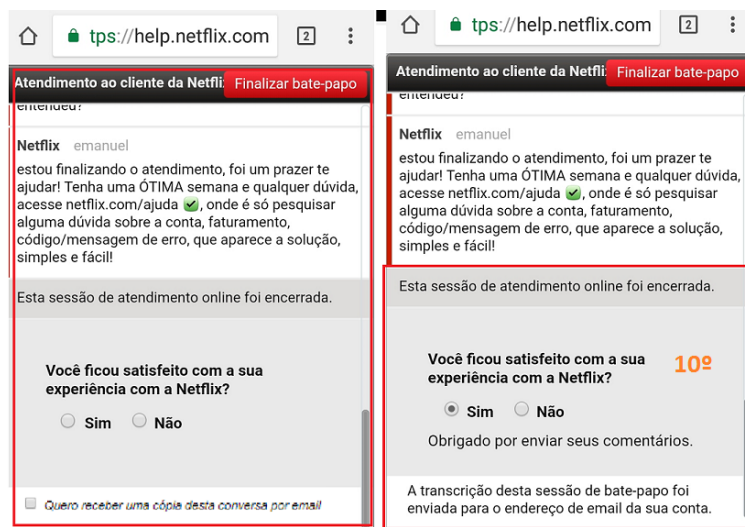 tps://help.netflix.com 2
Atendimento ao cliente da Netfli Finalizar bate-papo
entendeu?
Netflix emanuel
estou finalizando o atendimento, foi um prazer te
ajudar! Tenha uma ÓTIMA semana e qualquer dúvida,
acesse netflix.com/ajuda ✅, onde é só pesquisar
alguma dúvida sobre a conta, faturamento,
código/mensagem de erro, que aparece a solução,
simples e fácil!
Esta sessão de atendimento online foi encerrada.
Você ficou satisfeito com a sua
experiência com a Netflix?
Sim Não
Quero receber uma cópia desta conversa por email
tps://help.netflix.com 2
Atendimento ao cliente da Netfli Finalizar bate-papo
entendeu?
Netflix emanuel
estou finalizando o atendimento, foi um prazer te
ajudar! Tenha uma ÓTIMA semana e qualquer dúvida,
acesse netflix.com/ajuda ✅, onde é só pesquisar
alguma dúvida sobre a conta, faturamento,
código/mensagem de erro, que aparece a solução,
simples e fácil!
Esta sessão de atendimento online foi encerrada.
Você ficou satisfeito com a sua
experiência com a Netflix?
10º
Sim Não
Obrigado por enviar seus comentários.
A transcrição desta sessão de bate-papo foi
enviada para o endereço de email da sua conta.